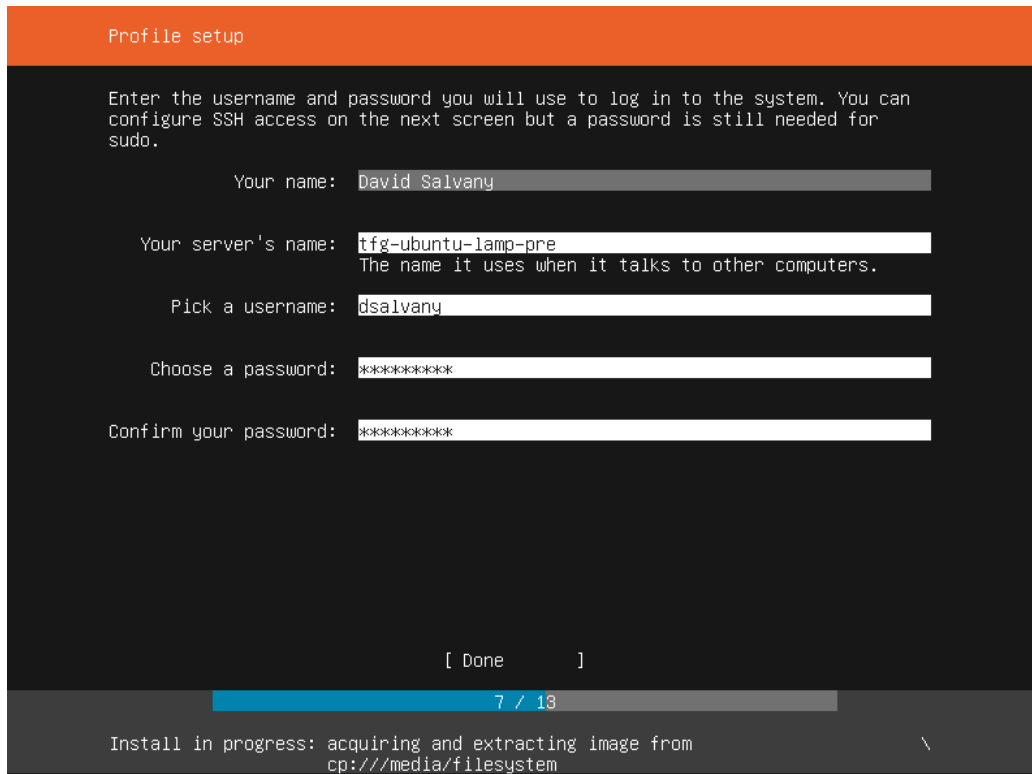 Profile setup
Enter the username and password you will use to log in to the system. You can
configure SSH access on the next screen but a password is still needed for
sudo.
Your name: David Salvany
Your server's name: tfg-ubuntu-lamp-pre
The name it uses when it talks to other computers.
Pick a username: dsalvany
Choose a password: *********
Confirm your password: *********
[ Done ]
7 / 13
Install in progress: acquiring and extracting image from \
cp:///media/filesystem